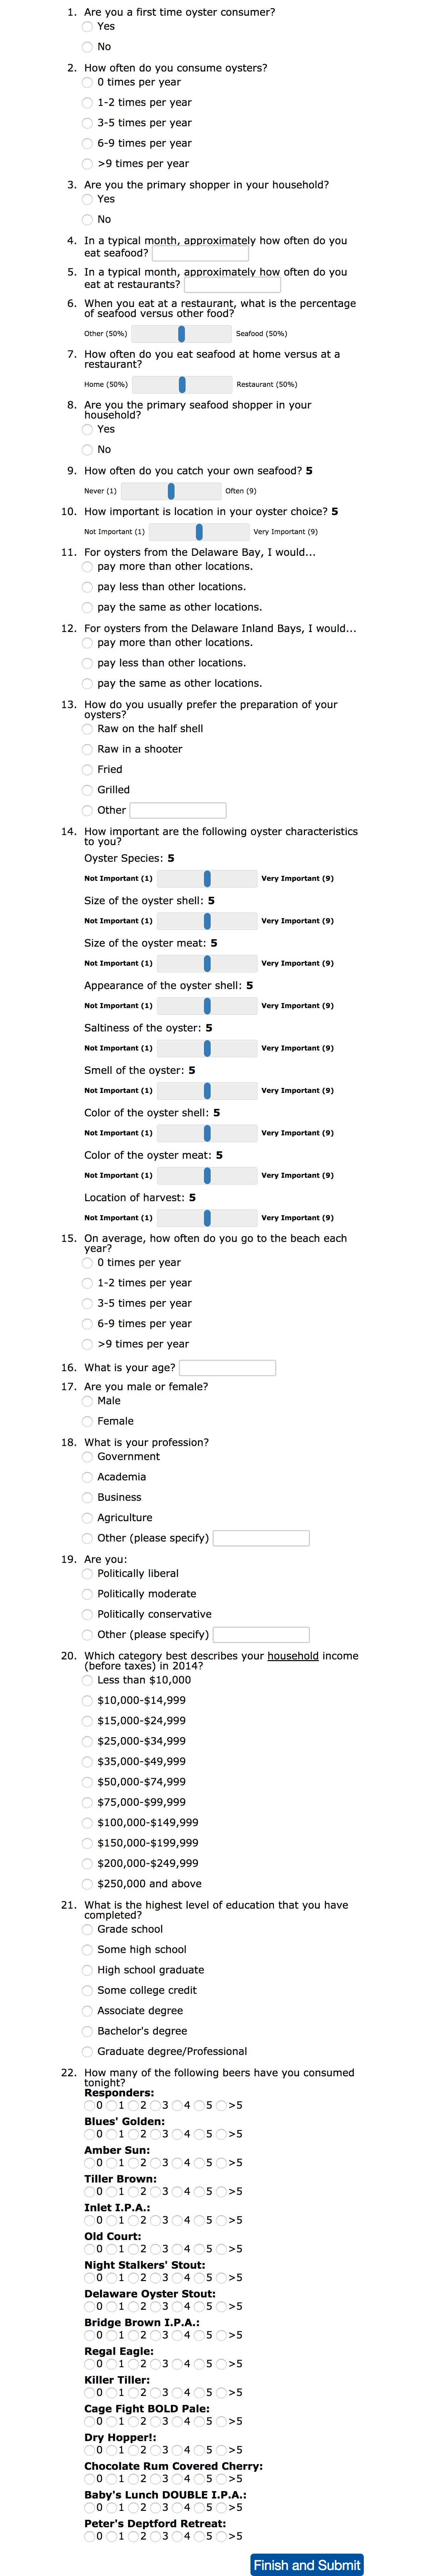 1. Are you a first time oyster consumer?
Yes
No
2. How often do you consume oysters?
0 times per year
1-2 times per year
3-5 times per year
6-9 times per year
>9 times per year
3. Are you the primary shopper in your household?
Yes
No
4. In a typical month, approximately how often do you
eat seafood?
5. In a typical month, approximately how often do you
eat at restaurants?
6. When you eat at a restaurant, what is the percentage
of seafood versus other food?
Other (50%) Seafood (50%)
7. How often do you eat seafood at home versus at a
restaurant?
Home (50%) Restaurant (50%)
8. Are you the primary seafood shopper in your
household?
Yes
No
9. How often do you catch your own seafood? 5
Never (1) Often (9)
10. How important is location in your oyster choice? 5
Not Important (1) Very Important (9)
11. For oysters from the Delaware Bay, I would...
pay more than other locations.
pay less than other locations.
pay the same as other locations.
12. For oysters from the Delaware Inland Bays, I would...
pay more than other locations.
pay less than other locations.
pay the same as other locations.
13. How do you usually prefer the preparation of your
oysters?
Raw on the half shell
Raw in a shooter
Fried
Grilled
Other
14. How important are the following oyster characteristics
to you?
Oyster Species: 5
Not Important (1) Very Important (9)
Size of the oyster shell: 5
Not Important (1) Very Important (9)
Size of the oyster meat: 5
Not Important (1) Very Important (9)
Appearance of the oyster shell: 5
Not Important (1) Very Important (9)
Saltiness of the oyster: 5
Not Important (1) Very Important (9)
Smell of the oyster: 5
Not Important (1) Very Important (9)
Color of the oyster shell: 5
Not Important (1) Very Important (9)
Color of the oyster meat: 5
Not Important (1) Very Important (9)
Location of harvest: 5
Not Important (1) Very Important (9)
15. On average, how often do you go to the beach each
year?
0 times per year
1-2 times per year
3-5 times per year
6-9 times per year
>9 times per year
16. What is your age?
17. Are you male or female?
Male
Female
18. What is your profession?
Government
Academia
Business
Agriculture
Other (please specify)
19. Are you:
Politically liberal
Politically moderate
Politically conservative
Other (please specify)
20. Which category best describes your household income
(before taxes) in 2014?
Less than $10,000
$10,000-$14,999
$15,000-$24,999
$25,000-$34,999
$35,000-$49,999
$50,000-$74,999
$75,000-$99,999
$100,000-$149,999
$150,000-$199,999
$200,000-$249,999
$250,000 and above
21. What is the highest level of education that you have
completed?
Grade school
Some high school
High school graduate
Some college credit
Associate degree
Bachelor's degree
Graduate degree/Professional
22. How many of the following beers have you consumed
tonight?
Responders:
0 1 2 3 4 5 >5
Blues' Golden:
0 1 2 3 4 5 >5
Amber Sun:
0 1 2 3 4 5 >5
Tiller Brown:
0 1 2 3 4 5 >5
Inlet I.P.A.:
0 1 2 3 4 5 >5
Old Court:
0 1 2 3 4 5 >5
Night Stalkers' Stout:
0 1 2 3 4 5 >5
Delaware Oyster Stout:
0 1 2 3 4 5 >5
Bridge Brown I.P.A.:
0 1 2 3 4 5 >5
Regal Eagle:
0 1 2 3 4 5 >5
Killer Tiller:
0 1 2 3 4 5 >5
Cage Fight BOLD Pale:
0 1 2 3 4 5 >5
Dry Hopper!:
0 1 2 3 4 5 >5
Chocolate Rum Covered Cherry:
0 1 2 3 4 5 >5
Baby's Lunch DOUBLE I.P.A.:
0 1 2 3 4 5 >5
Peter's Deptford Retreat:
0 1 2 3 4 5 >5
Finish and Submit